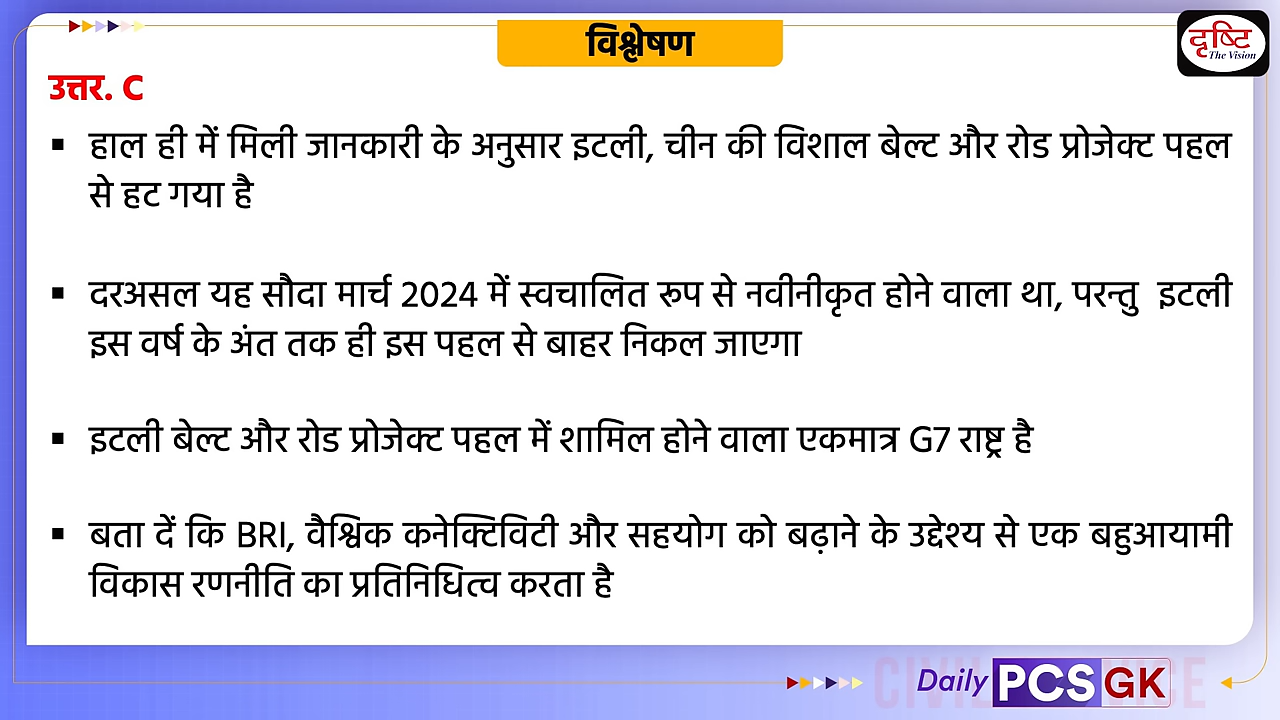 विश्लेषण
दृष्टि
The Vision
उत्तर. C
▪ हाल ही में मिली जानकारी के अनुसार इटली, चीन की विशाल बेल्ट और रोड प्रोजेक्ट पहल
से हट गया है
▪ दरअसल यह सौदा मार्च 2024 में स्वचालित रूप से नवीनीकृत होने वाला था, परन्तु इटली
इस वर्ष के अंत तक ही इस पहल से बाहर निकल जाएगा
▪ इटली बेल्ट और रोड प्रोजेक्ट पहल में शामिल होने वाला एकमात्र G7 राष्ट्र है
▪ बता दें कि BRI, वैश्विक कनेक्टिविटी और सहयोग को बढ़ाने के उद्देश्य से एक बहुआयामी
विकास रणनीति का प्रतिनिधित्व करता है
Daily PCS GK